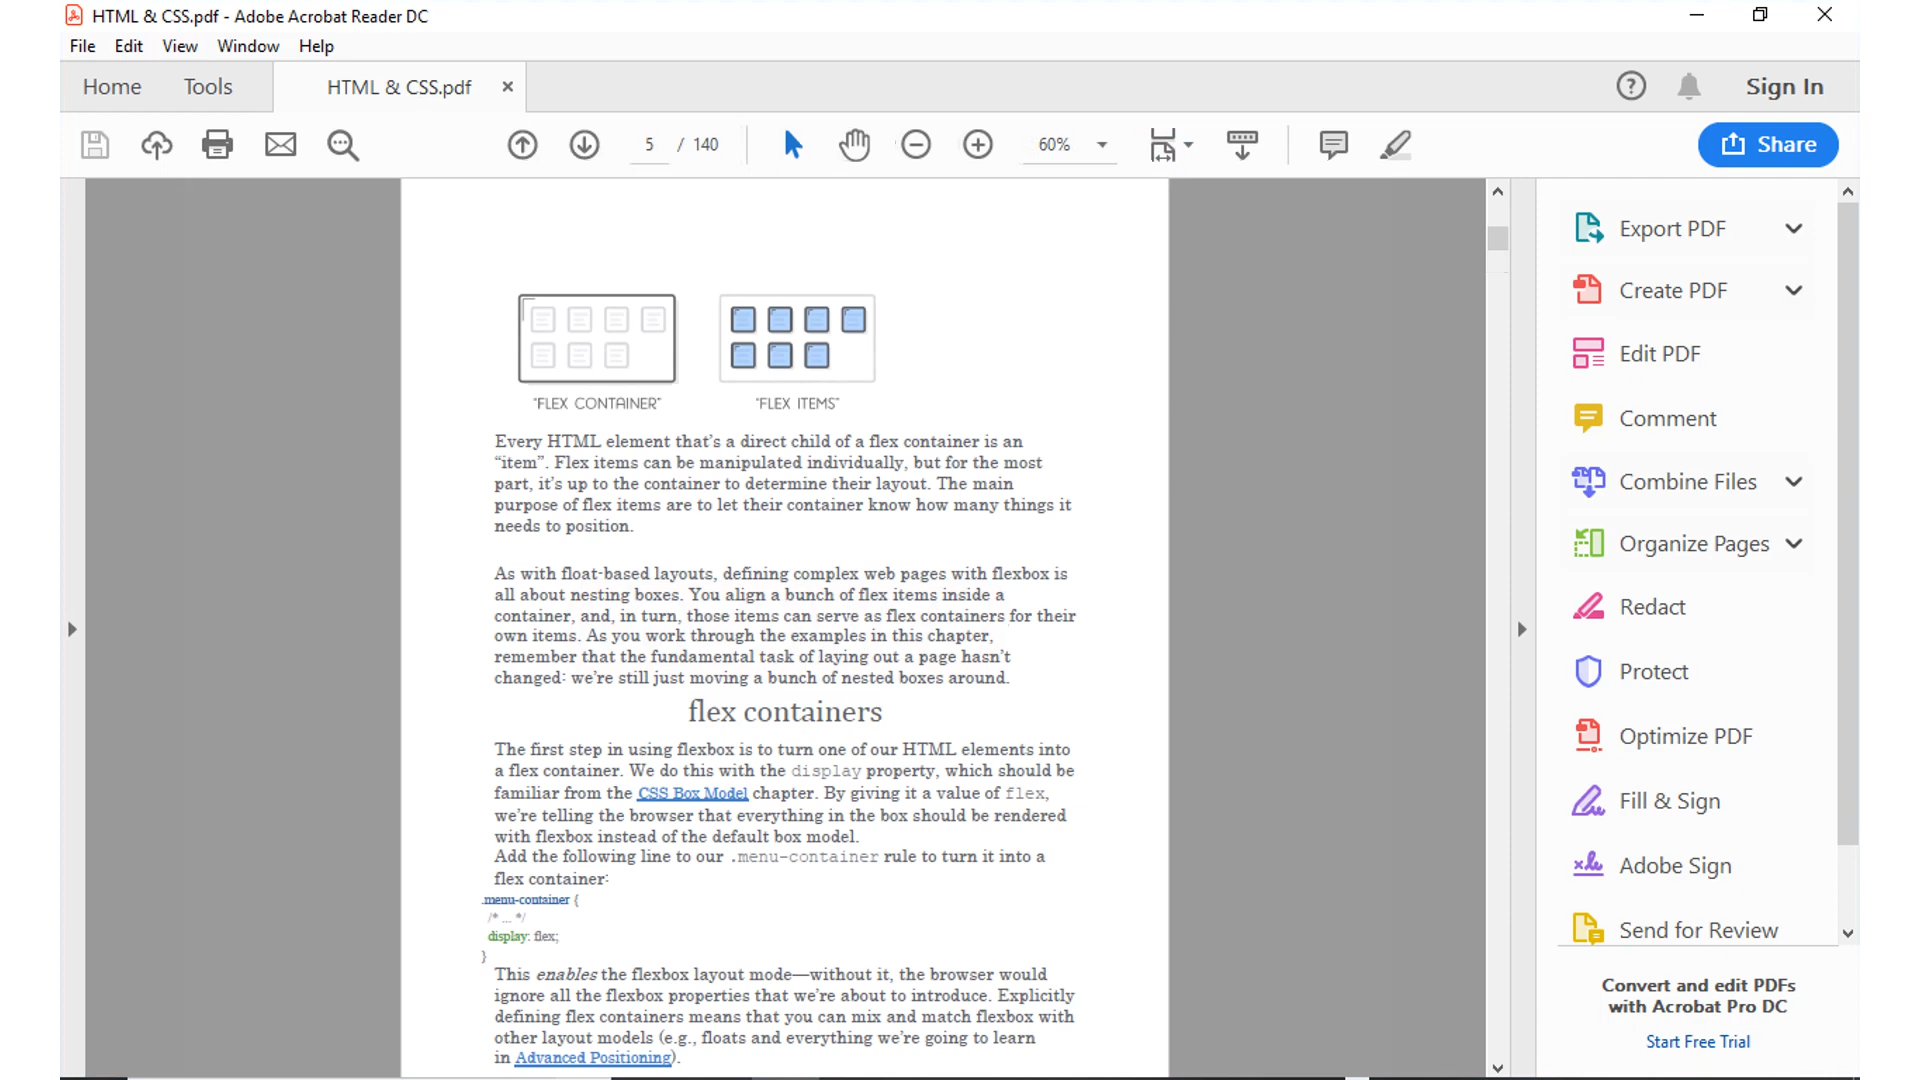 HTML & CSS.pdf - Adobe Acrobat Reader DC
File Edit View Window Help
Home Tools HTML & CSS.pdf Sign In
5 / 140 60% Share
"FLEX CONTAINER" "FLEX ITEMS"
Every HTML element that's a direct child of a flex container is an
“item”. Flex items can be manipulated individually, but for the most
part, it's up to the container to determine their layout. The main
purpose of flex items are to let their container know how many things it
needs to position.
As with float-based layouts, defining complex web pages with flexbox is
all about nesting boxes. You align a bunch of flex items inside a
container, and, in turn, those items can serve as flex containers for their
own items. As you work through the examples in this chapter,
remember that the fundamental task of laying out a page hasn't
changed: we're still just moving a bunch of nested boxes around.
flex containers
The first step in using flexbox is to turn one of our HTML elements into
a flex container. We do this with the display property, which should be
familiar from the CSS Box Model chapter. By giving it a value of flex,
we're telling the browser that everything in the box should be rendered
with flexbox instead of the default box model.
Add the following line to our .menu-container rule to turn it into a
flex container:
.menu-container {
/* ... */
display: flex;
}
This enables the flexbox layout mode—without it, the browser would
ignore all the flexbox properties that we're about to introduce. Explicitly
defining flex containers means that you can mix and match flexbox with
other layout models (e.g., floats and everything we're going to learn
in Advanced Positioning).
Export PDF
Create PDF
Edit PDF
Comment
Combine Files
Organize Pages
Redact
Protect
Optimize PDF
Fill & Sign
Adobe Sign
Send for Review
Convert and edit PDFs
with Acrobat Pro DC
Start Free Trial